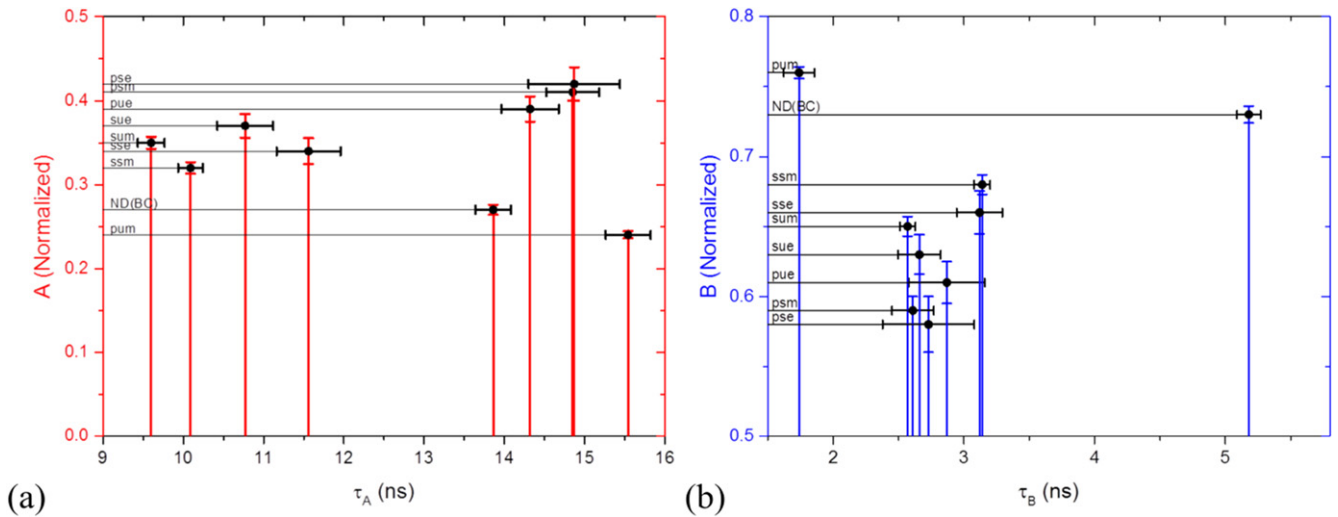 0.5
0.4
0.3
0.2
0.1
0.0
A (Normalized)
pse
psm
pue
sue
sum
sse
ssm
ND(BC)
pum
9 10 11 12 13 14 15 16
τA (ns)
(a)
0.8
0.7
0.6
0.5
B (Normalized)
pum
ND(BC)
ssm
sse
sum
sue
pue
psm
pse
2 3 4 5
τB (ns)
(b)